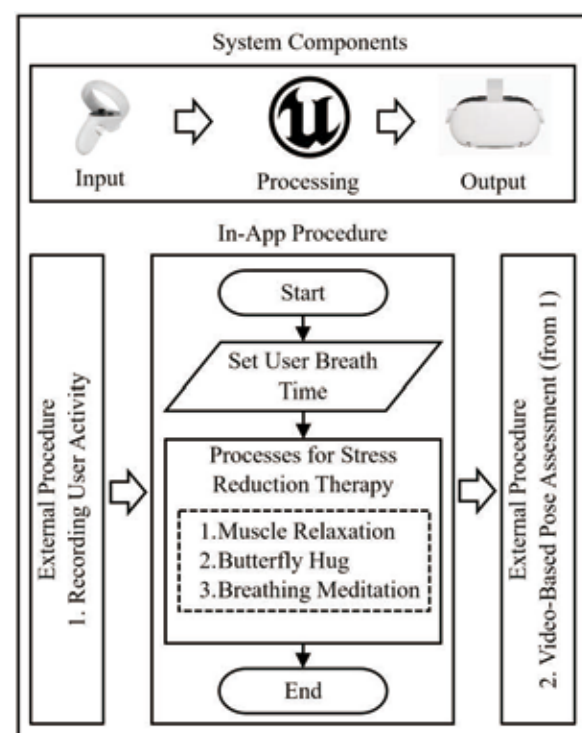 System Components
Input
Processing
Output
In-App Procedure
External Procedure
1. Recording User Activity
Start
Set User Breath
Time
Processes for Stress
Reduction Therapy
1.Muscle Relaxation
2.Butterfly Hug
3.Breathing Meditation
End
External Procedure
2. Video-Based Pose Assessment (from 1)